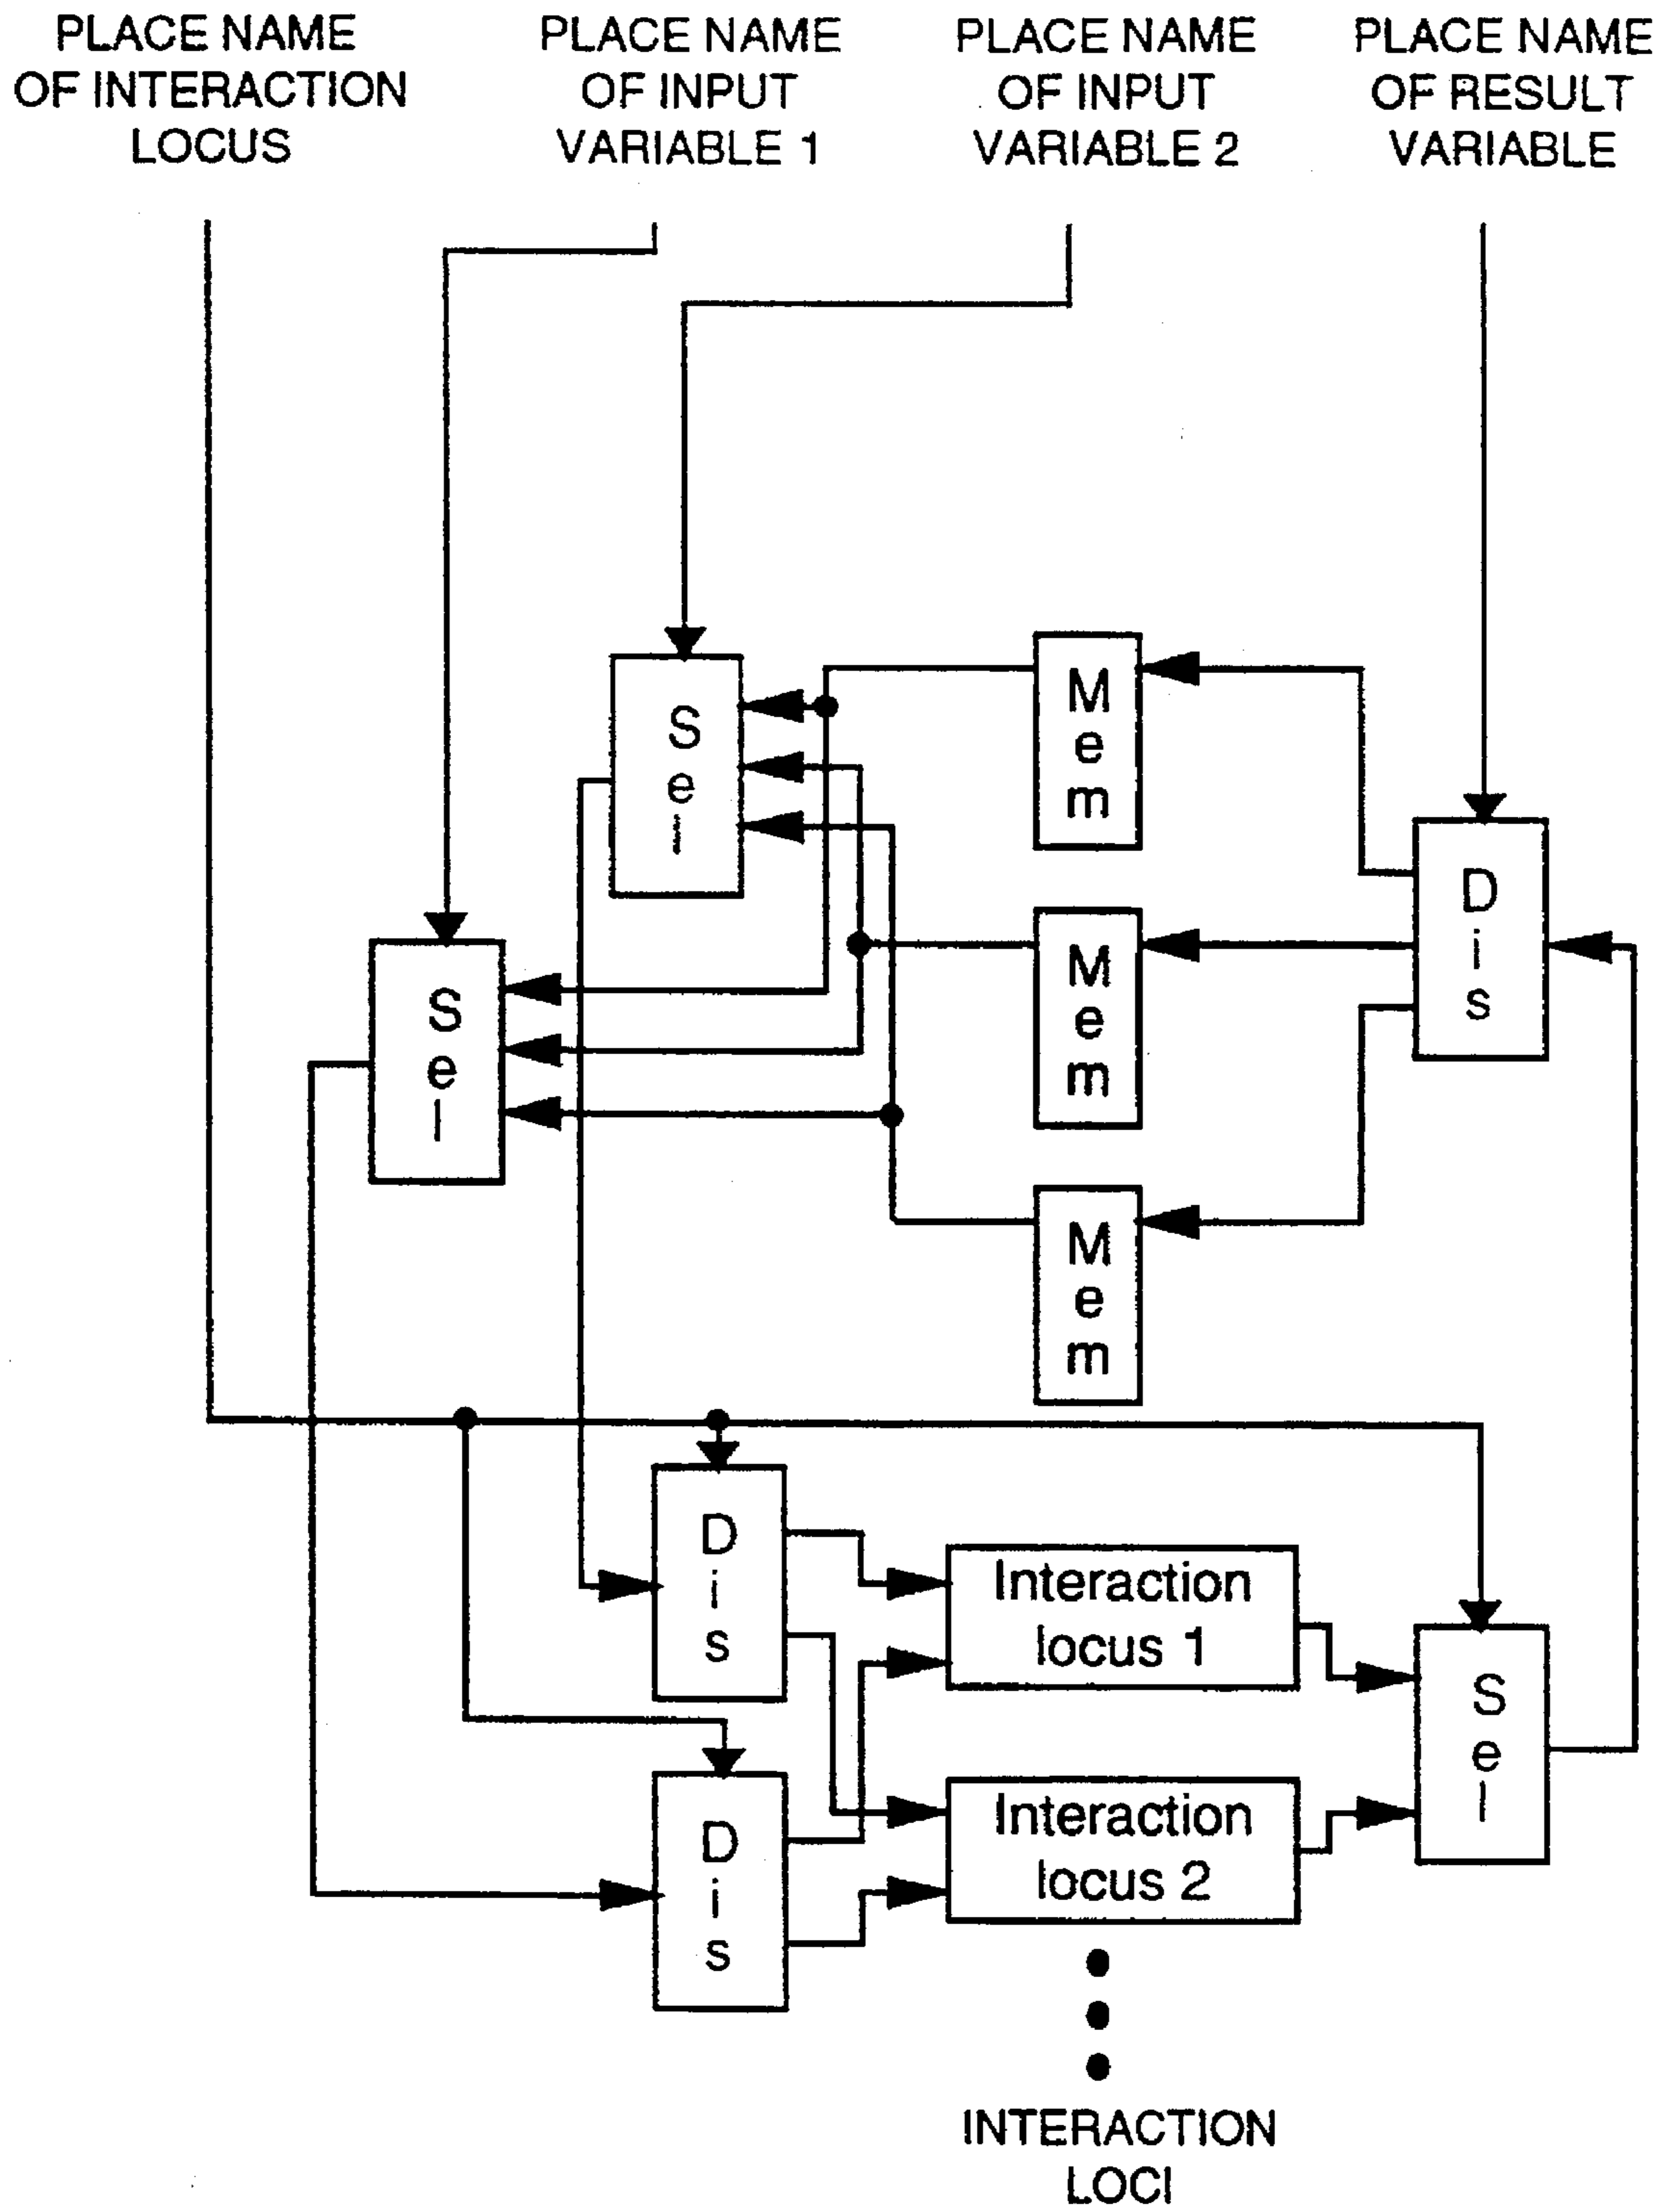 PLACE NAME
OF INTERACTION
LOCUS
PLACE NAME
OF INPUT
VARIABLE 1
PLACE NAME
OF INPUT
VARIABLE 2
PLACE NAME
OF RESULT
VARIABLE
Sel
Mem
Dis
Sel
Mem
Mem
Dis
Interaction
locus 1
Sel
Dis
Interaction
locus 2
INTERACTION
LOCI